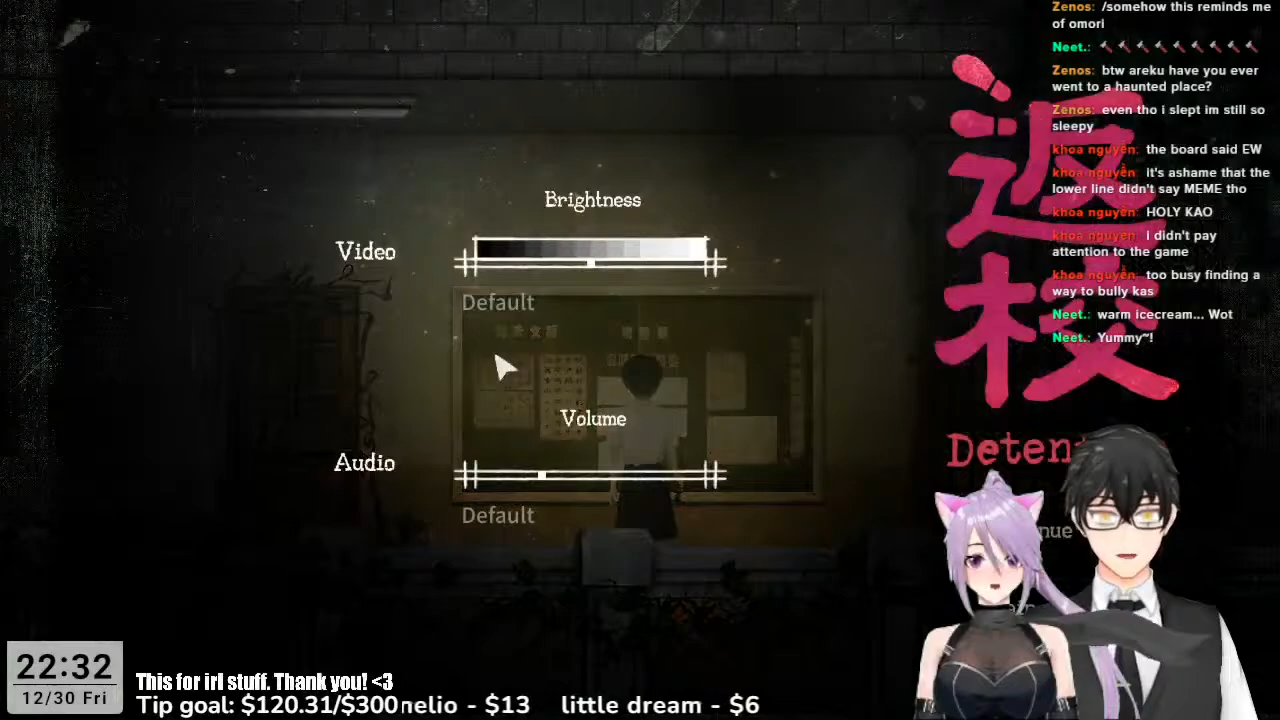 Zenos: /somehow this reminds me
of omori
Neet.:
Zenos: btw areku have you ever
went to a haunted place?
Zenos: even tho i slept im still so
sleepy
khoa nguyễn: the board said EW
khoa nguyễn: it's ashame that the
lower line didn't say MEME tho
khoa nguyễn: HOLY KAO
khoa nguyễn: I didn't pay
attention to the game
khoa nguyễn: too busy finding a
way to bully kas
Neet.: warm icecream... Wot
Neet.: Yummy~!
返校
Deten
nue
Brightness
Video
Default
Volume
Audio
Default
22:32
12/30 Fri
This for irl stuff. Thank you! <3
Tip goal: $120.31/$300 nelio - $13 little dream - $6